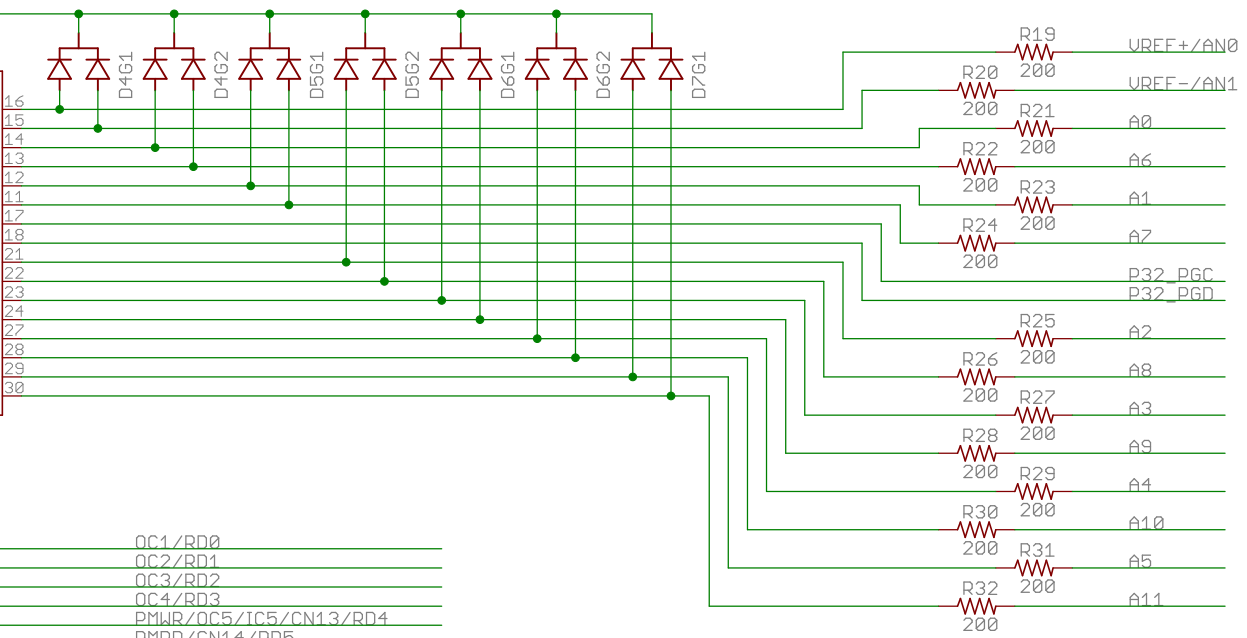 D4G1
D4G2
D5G1
D5G2
D6G1
D6G2
D7G1
16
15
14
13
12
11
17
18
21
22
23
24
27
28
29
30
R19
200
VREF+/AN0
R20
200
VREF-/AN1
R21
200
A0
R22
200
A6
R23
200
A1
R24
200
A7
P32_PGC
P32_PGD
R25
200
A2
R26
200
A8
R27
200
A3
R28
200
A9
R29
200
A4
R30
200
A10
R31
200
A5
R32
200
A11
OC1/RD0
OC2/RD1
OC3/RD2
OC4/RD3
PMWR/OC5/IC5/CN13/RD4
PMRD/CN14/RD5